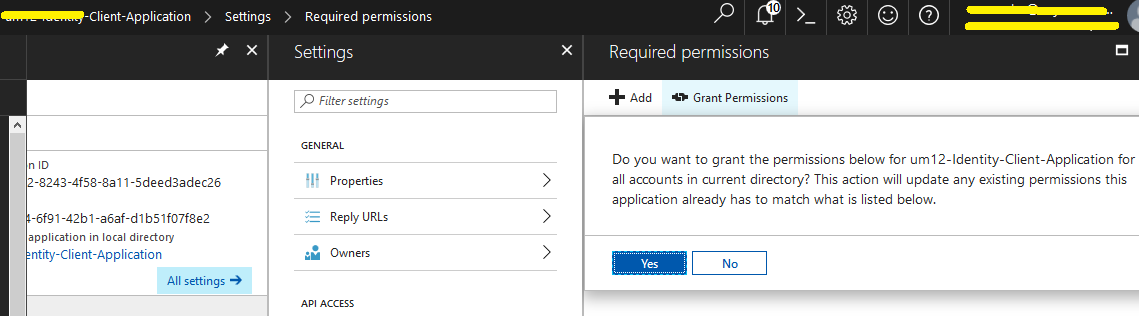 um12-Identity-Client-Application > Settings > Required permissions
10
Settings
Required permissions
Filter settings
Add
Grant Permissions
GENERAL
Properties
Reply URLs
Owners
API ACCESS
n ID
2-8243-4f58-8a11-5deed3adec26
4-6f91-42b1-a6af-d1b51f07f8e2
application in local directory
entity-Client-Application
All settings →
Do you want to grant the permissions below for um12-Identity-Client-Application for
all accounts in current directory? This action will update any existing permissions this
application already has to match what is listed below.
Yes
No